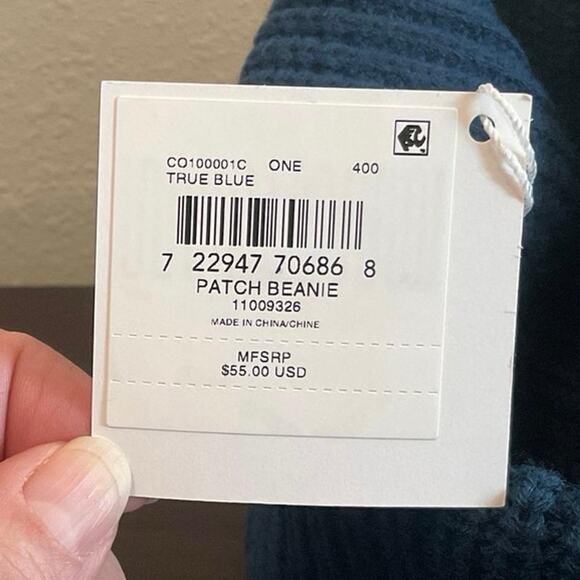 CO100001C ONE 400
TRUE BLUE
7 22947 70686 8
PATCH BEANIE
11009326
MADE IN CHINA/CHINE
MFSRP
$55.00 USD